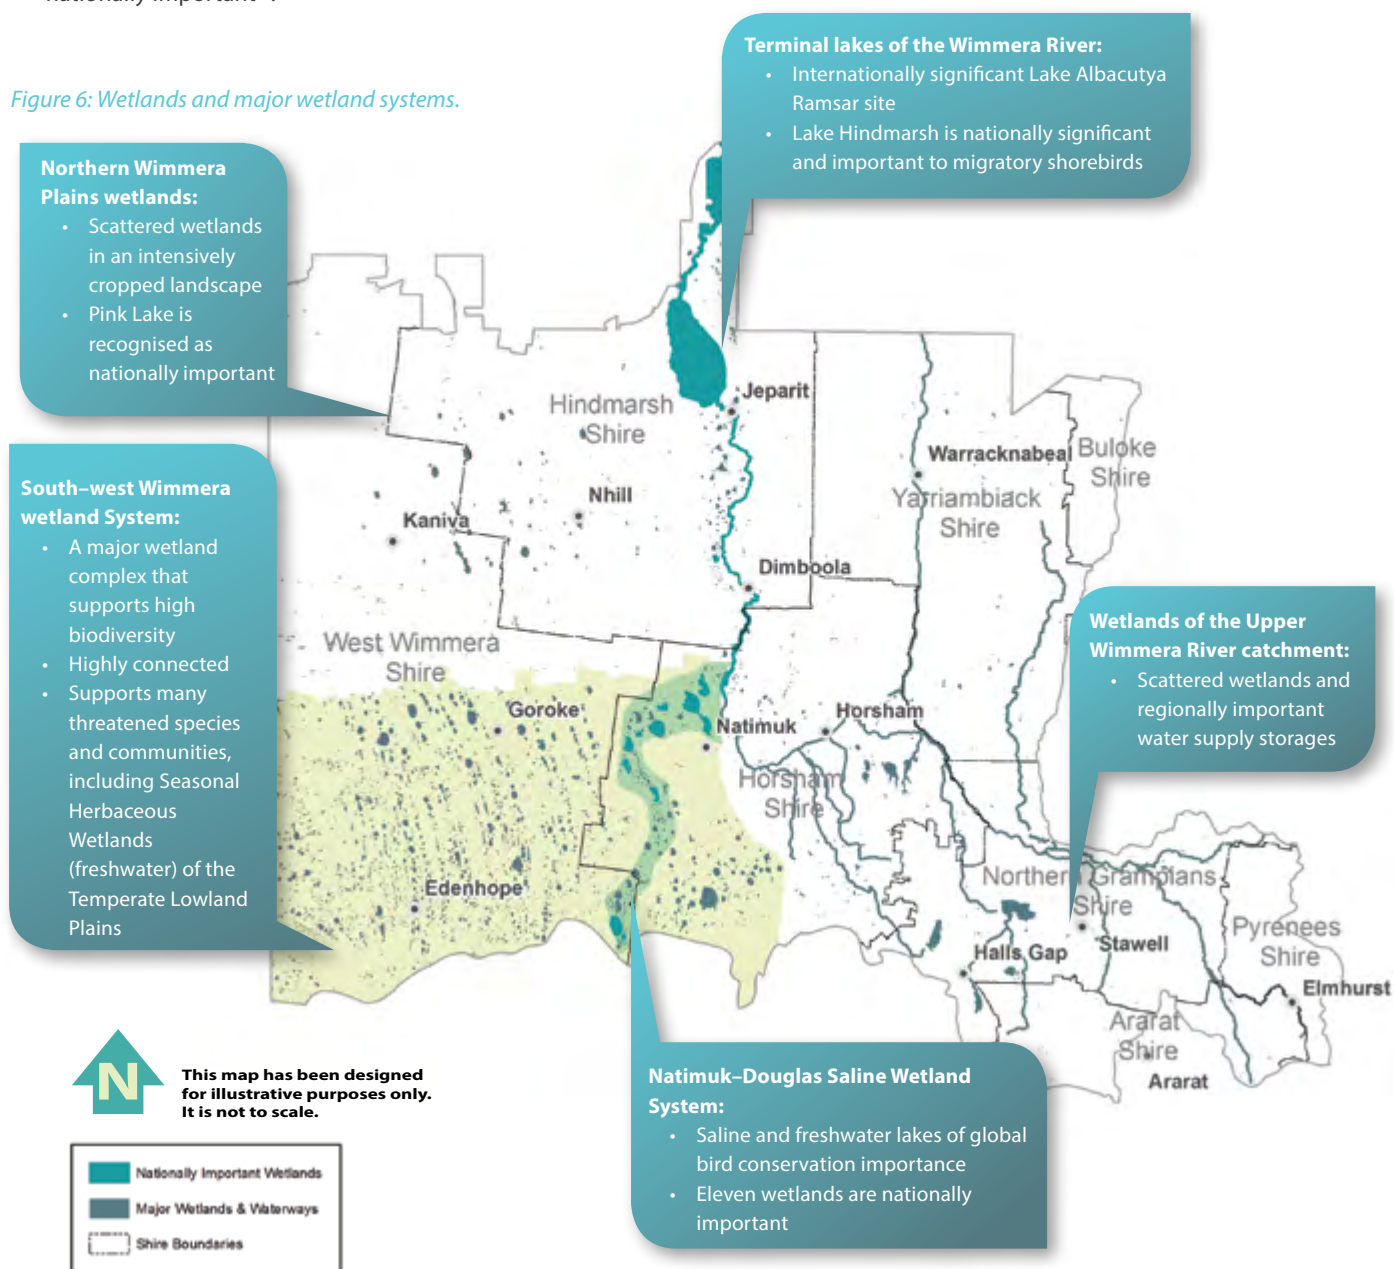 nationally important
Figure 6: Wetlands and major wetland systems.
Terminal lakes of the Wimmera River:
• Internationally significant Lake Albacutya
Ramsar site
• Lake Hindmarsh is nationally significant
and important to migratory shorebirds
Northern Wimmera
Plains wetlands:
• Scattered wetlands
in an intensively
cropped landscape
• Pink Lake is
recognised as
nationally important
South–west Wimmera
wetland System:
• A major wetland
complex that
supports high
biodiversity
• Highly connected
• Supports many
threatened species
and communities,
including Seasonal
Herbaceous
Wetlands
(freshwater) of the
Temperate Lowland
Plains
Jeparit
Hindmarsh
Shire
Warracknabeal
Buloke
Shire
Nhill
Yarriambiack
Shire
Kaniva
Dimboola
West Wimmera
Shire
Wetlands of the Upper
Wimmera River catchment:
• Scattered wetlands and
regionally important
water supply storages
Goroke
Natimuk
Horsham
Horsham
Shire
Edenhope
Northern Grampians
Shire
Pyrenees
Shire
Halls Gap
Stawell
Elmhurst
Ararat
Shire
Ararat
Natimuk–Douglas Saline Wetland
System:
• Saline and freshwater lakes of global
bird conservation importance
• Eleven wetlands are nationally
important
N
This map has been designed
for illustrative purposes only.
It is not to scale.
Nationally Important Wetlands
Major Wetlands & Waterways
Shire Boundaries